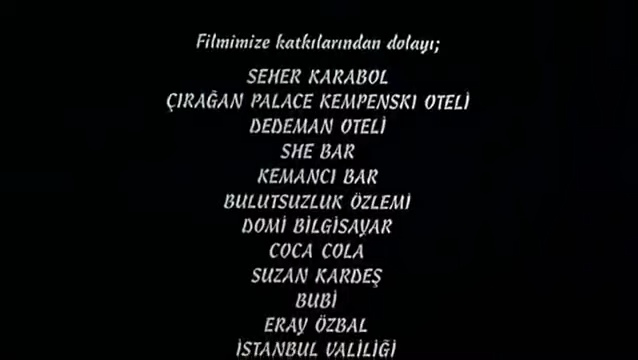 Filmimize katkılarından dolayı;
SEHER KARABOL
ÇIRAĞAN PALACE KEMPENSKI OTELİ
DEDEMAN OTELİ
SHE BAR
KEMANCI BAR
BULUTSUZLUK ÖZLEMİ
DOMİ BİLGİSAYAR
COCA COLA
SUZAN KARDEŞ
BUBİ
ERAY ÖZBAL
İSTANBUL VALİLİĞİ